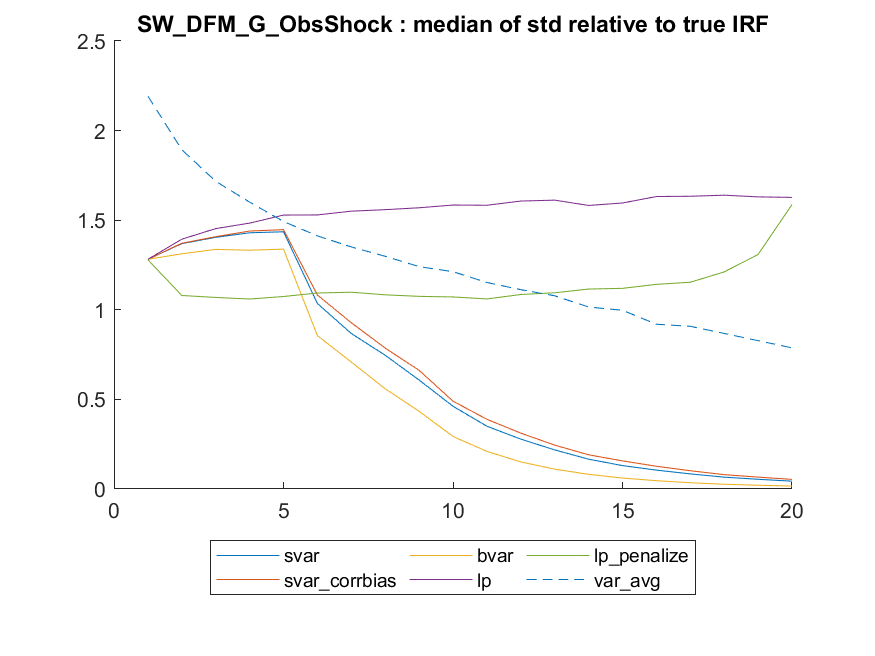 SW_DFM_G_ObsShock : median of std relative to true IRF
2.5
2
1.5
1
0.5
0
0 5 10 15 20
svar bvar lp_penalize
svar_corrbias lp var_avg